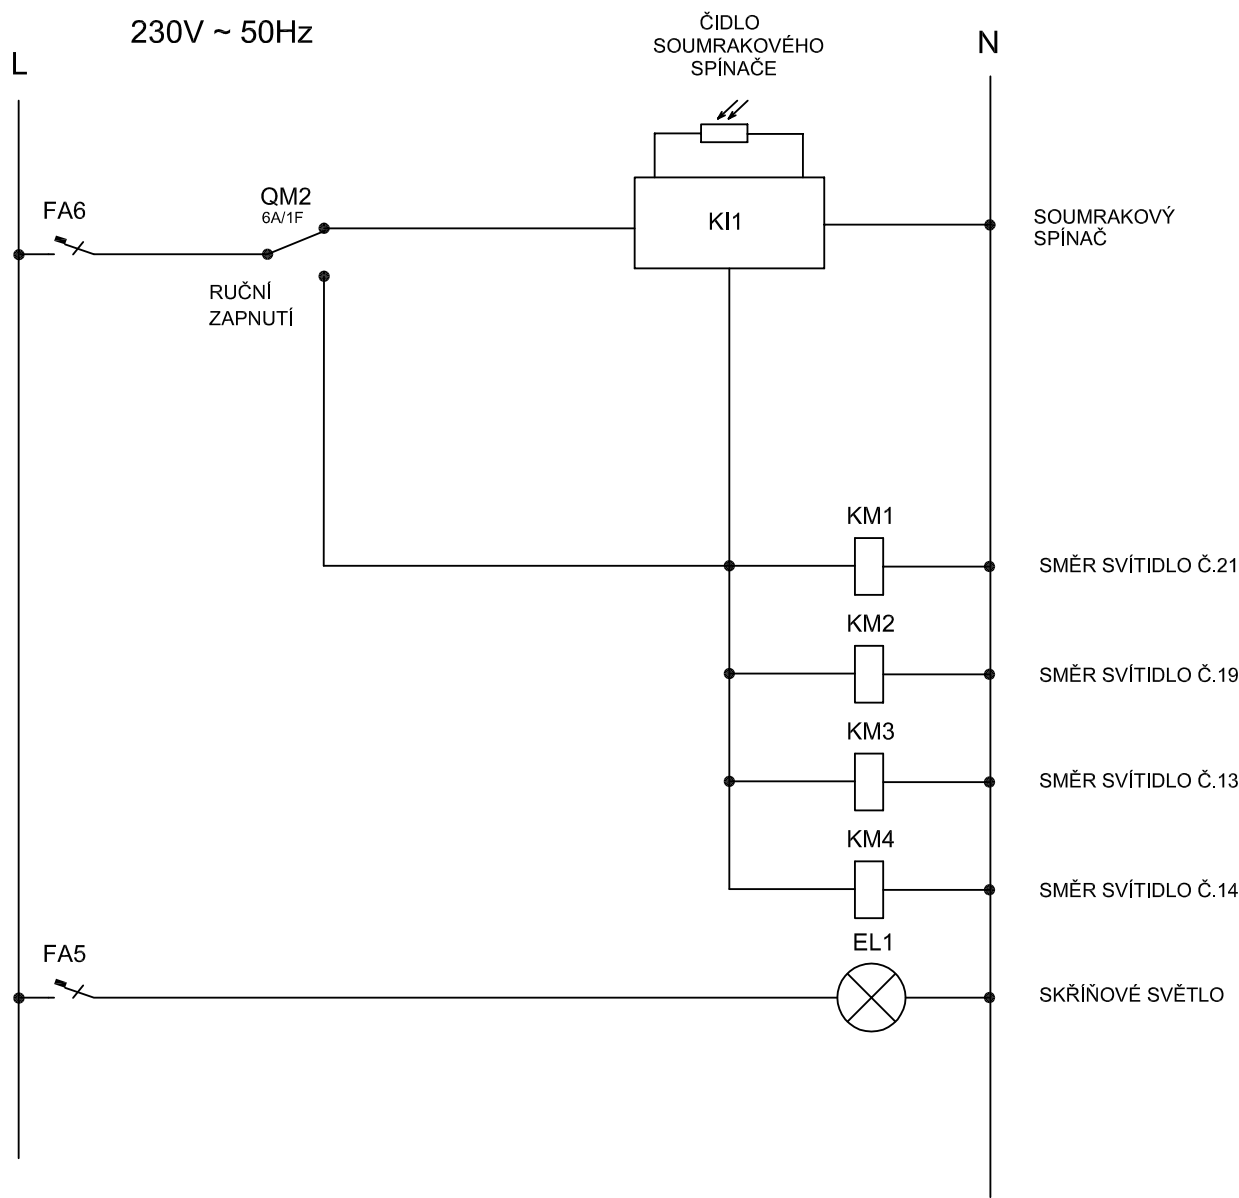 230V ~ 50Hz
L
ČIDLO
SOUMRAKOVÉHO
SPÍNAČE
N
FA6
QM2
6A/1F
KI1
SOUMRAKOVÝ
SPÍNAČ
RUČNÍ
ZAPNUTÍ
KM1
SMĚR SVÍTIDLO Č.21
KM2
SMĚR SVÍTIDLO Č.19
KM3
SMĚR SVÍTIDLO Č.13
KM4
SMĚR SVÍTIDLO Č.14
FA5
EL1
SKŘÍŇOVÉ SVĚTLO